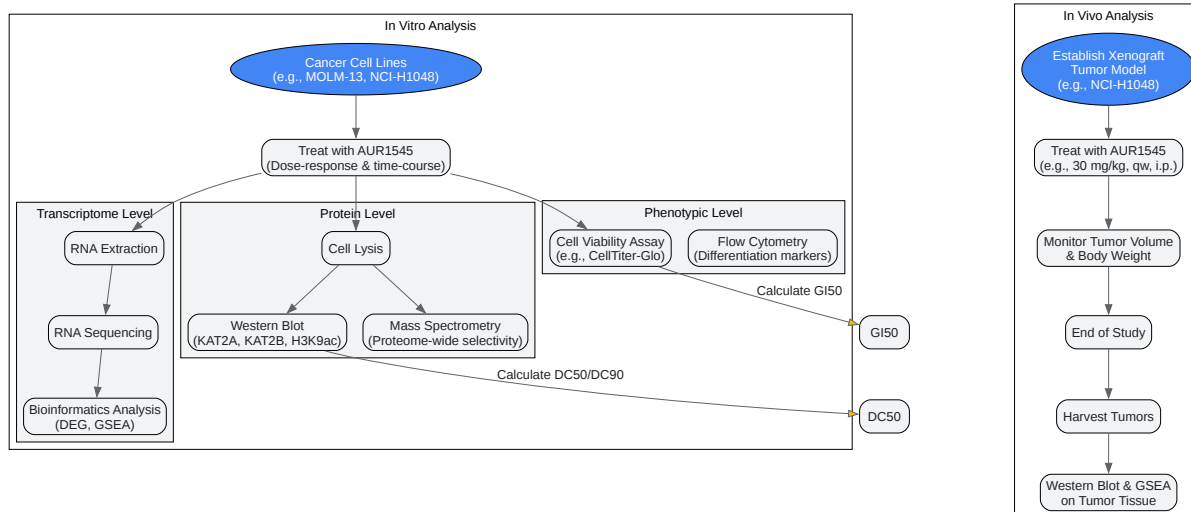 In Vitro Analysis
Cancer Cell Lines
(e.g., MOLM-13, NCI-H1048)
Treat with AUR1545
(Dose-response & time-course)
Transcriptome Level
RNA Extraction
RNA Sequencing
Bioinformatics Analysis
(DEG, GSEA)
Protein Level
Cell Lysis
Western Blot
(KAT2A, KAT2B, H3K9ac)
Mass Spectrometry
(Proteome-wide selectivity)
Phenotypic Level
Cell Viability Assay
(e.g., CellTiter-Glo)
Flow Cytometry
(Differentiation markers)
Calculate GI50
GI50
Calculate DC50/DC90
DC50
In Vivo Analysis
Establish Xenograft
Tumor Model
(e.g., NCI-H1048)
Treat with AUR1545
(e.g., 30 mg/kg, qw, i.p.)
Monitor Tumor Volume
& Body Weight
End of Study
Harvest Tumors
Western Blot & GSEA
on Tumor Tissue